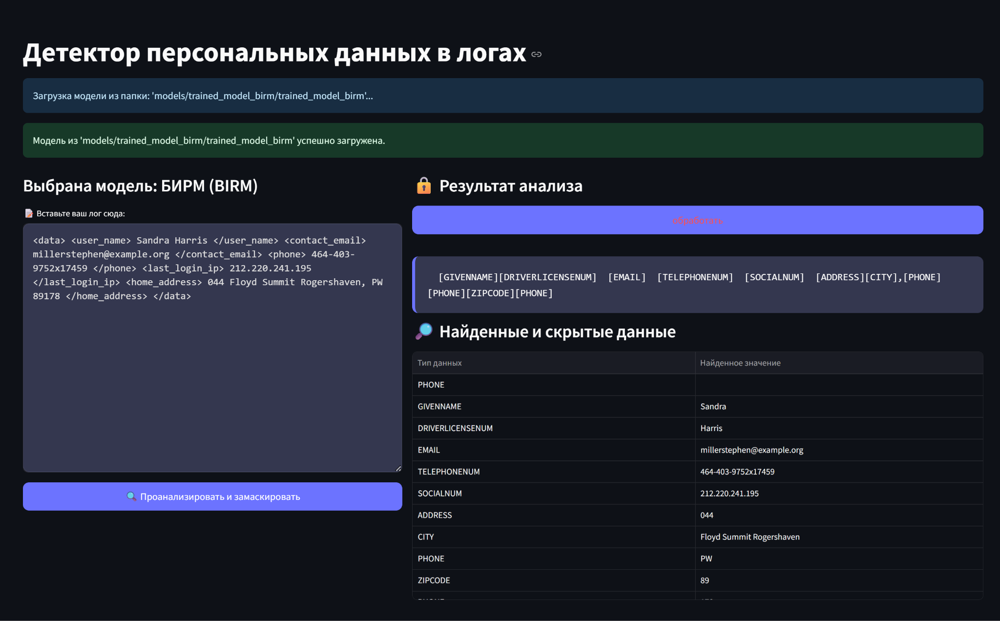 Детектор персональных данных в логах
Загрузка модели из папки: 'models/trained_model_birm/trained_model_birm'...
Модель из 'models/trained_model_birm/trained_model_birm' успешно загружена.
Выбрана модель: БИРМ (BIRM)
Вставьте ваш лог сюда:
<data> <user_name> Sandra Harris </user_name> <contact_email>
millerstephen@example.org </contact_email> <phone> 464-403-
9752x17459 </phone> <last_login_ip> 212.220.241.195
</last_login_ip> <home_address> 044 Floyd Summit Rogershaven, PW
89178 </home_address> </data>
Проанализировать и замаскировать
Результат анализа
обработать
[GIVENNAME][DRIVERLICENSENUM] [EMAIL] [TELEPHONENUM] [SOCIALNUM] [ADDRESS][CITY],[PHONE]
[PHONE][ZIPCODE][PHONE]
Найденные и скрытые данные
Тип данных Найденное значение
PHONE
GIVENNAME Sandra
DRIVERLICENSENUM Harris
EMAIL millerstephen@example.org
TELEPHONENUM 464-403-9752x17459
SOCIALNUM 212.220.241.195
ADDRESS 044
CITY Floyd Summit Rogershaven
PHONE PW
ZIPCODE 89